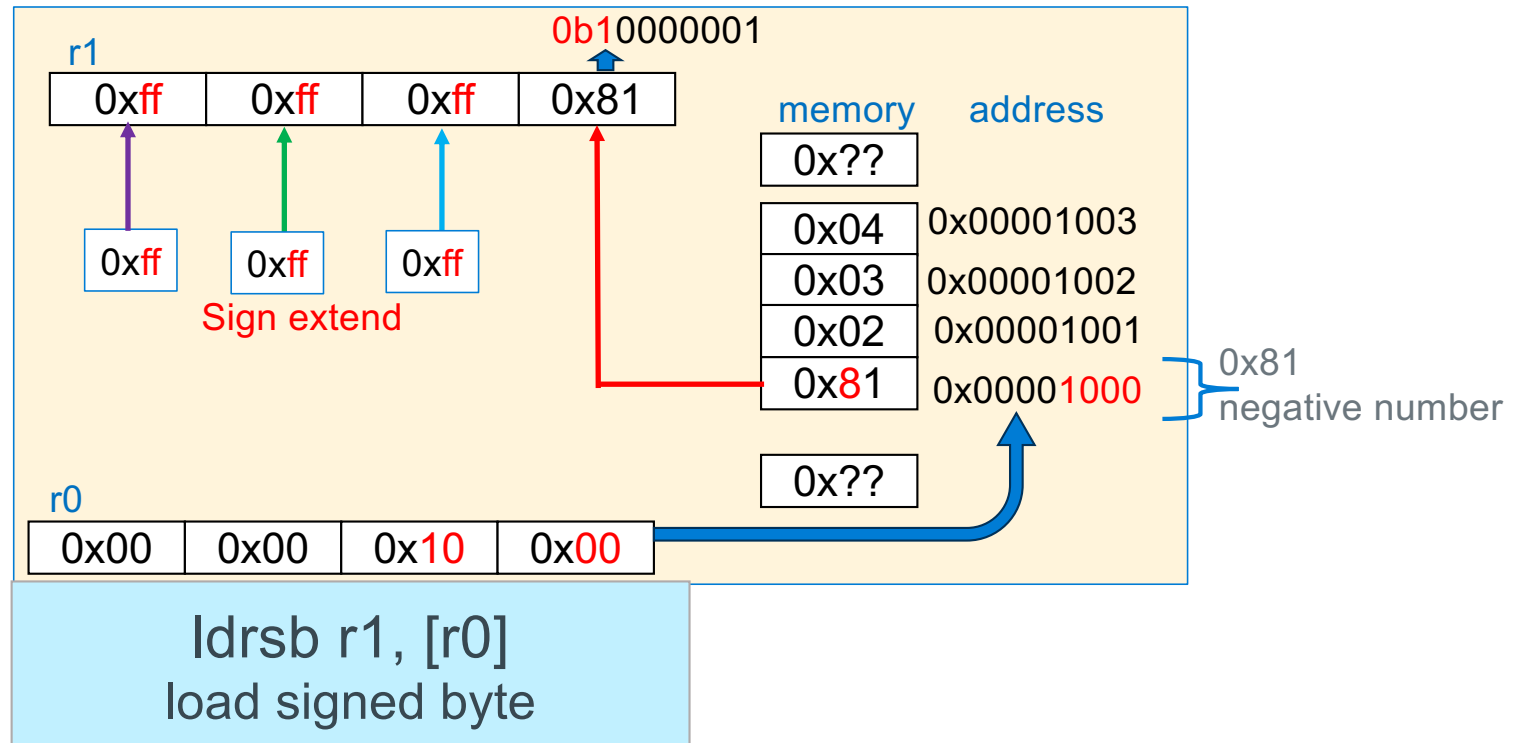 0b10000001
r1
0xff 0xff 0xff 0x81
memory address
0x??
0x04 0x00001003
0xff 0xff 0xff
0x03 0x00001002
Sign extend
0x02 0x00001001
0x81 0x00001000
0x81
negative number
0x??
r0
0x00 0x00 0x10 0x00
ldrsb r1, [r0]
load signed byte